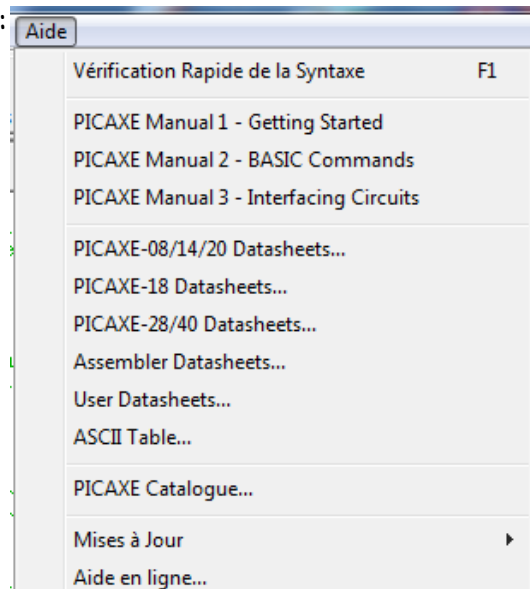 :
Aide
Vérification Rapide de la Syntaxe F1
PICAXE Manual 1 - Getting Started
PICAXE Manual 2 - BASIC Commands
PICAXE Manual 3 - Interfacing Circuits
PICAXE-08/14/20 Datasheets...
PICAXE-18 Datasheets...
PICAXE-28/40 Datasheets...
Assembler Datasheets...
User Datasheets...
ASCII Table...
PICAXE Catalogue...
Mises à Jour
Aide en ligne...